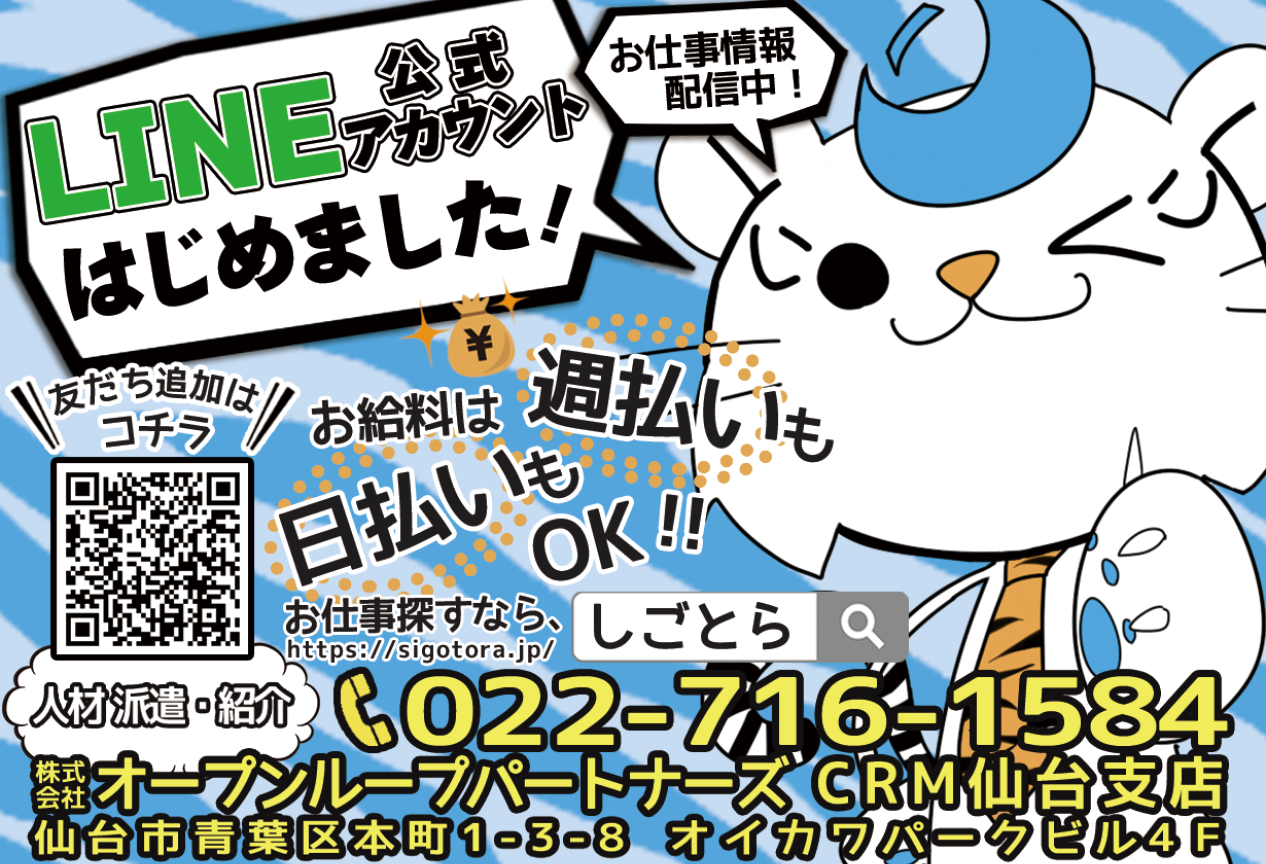 LINE 公式アカウント
はじめました!
お仕事情報
配信中!
友だち追加は
コチラ
¥
お給料は 週払いも
日払いも
OK!!
お仕事探すなら、
https://sigotora.jp/
しごとら
人材派遣・紹介
022-716-1584
株式会社 オープンループパートナーズ CRM仙台支店
仙台市青葉区本町1-3-8 オイカワパークビル4F